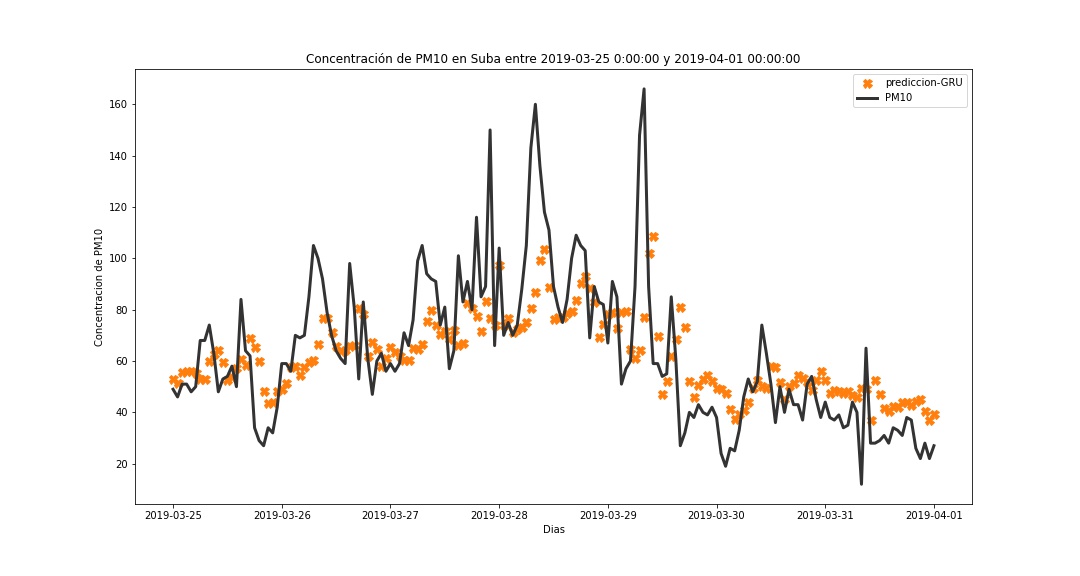 Concentración de PM10 en Suba entre 2019-03-25 0:00:00 y 2019-04-01 00:00:00
prediccion-GRU
PM10
Concentracion de PM10
160
140
120
100
80
60
40
20
2019-03-25 2019-03-26 2019-03-27 2019-03-28 2019-03-29 2019-03-30 2019-03-31 2019-04-01
Dias